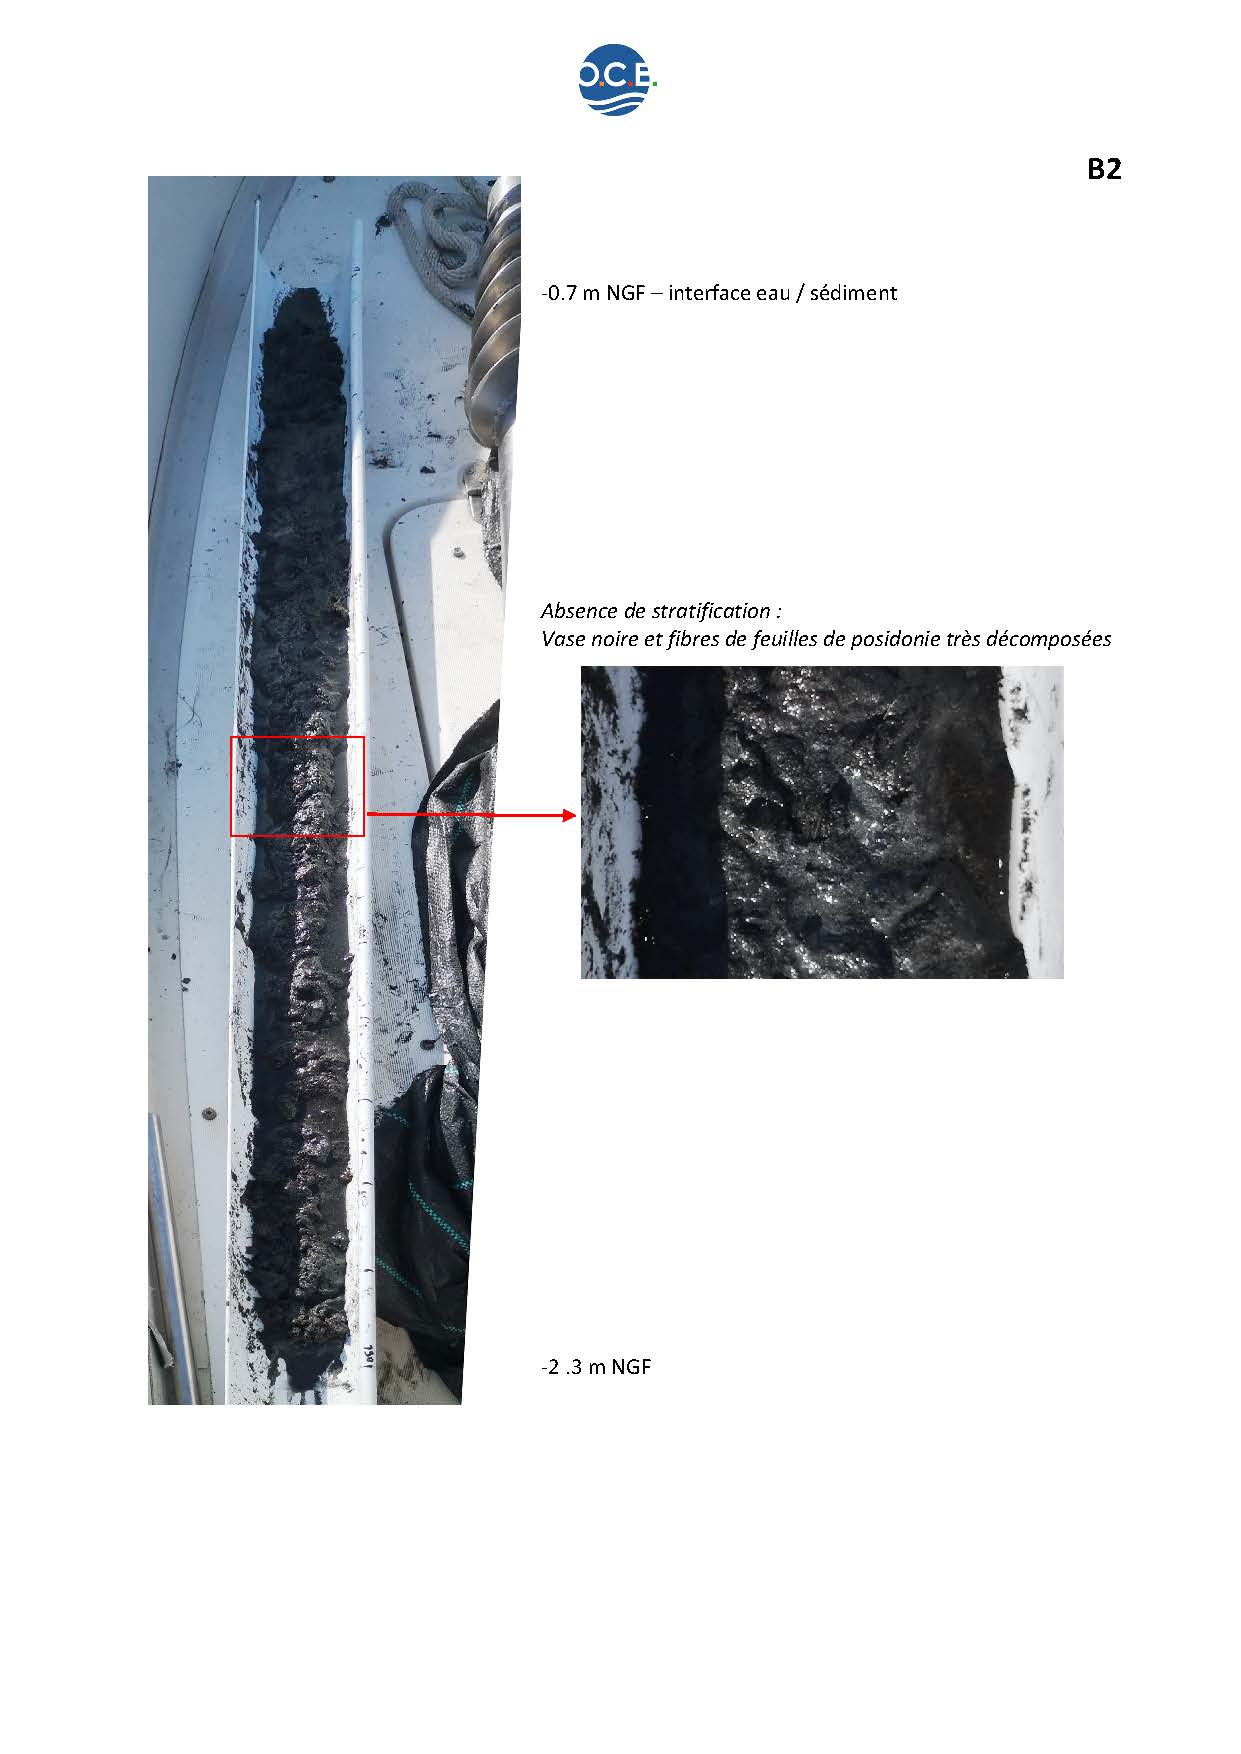 O.C.E.
B2
-0.7 m NGF – interface eau / sédiment
Absence de stratification :
Vase noire et fibres de feuilles de posidonie très décomposées
-2 .3 m NGF